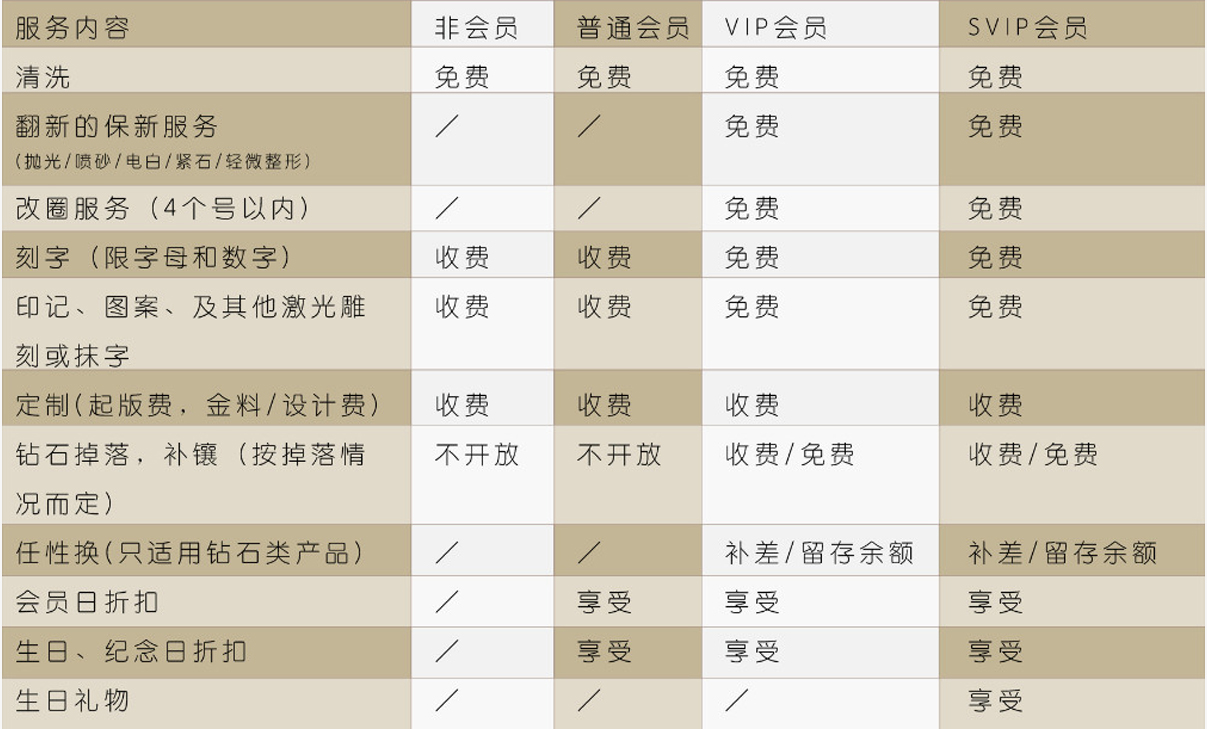 服务内容 非会员 普通会员 VIP会员 SVIP会员
清洗 免费 免费 免费 免费
翻新的保新服务 / / 免费 免费
(抛光/喷砂/电白/紧石/轻微整形)
改圈服务（4个号以内） / / 免费 免费
刻字（限字母和数字） 收费 收费 免费 免费
印记、图案、及其他激光雕 收费 收费 免费 免费
刻或抹字
定制(起版费，金料/设计费) 收费 收费 收费 收费
钻石掉落，补镶（按掉落情 不开放 不开放 收费/免费 收费/免费
况而定）
任性换(只适用钻石类产品) / / 补差/留存余额 补差/留存余额
会员日折扣 / 享受 享受 享受
生日、纪念日折扣 / 享受 享受 享受
生日礼物 / / / 享受